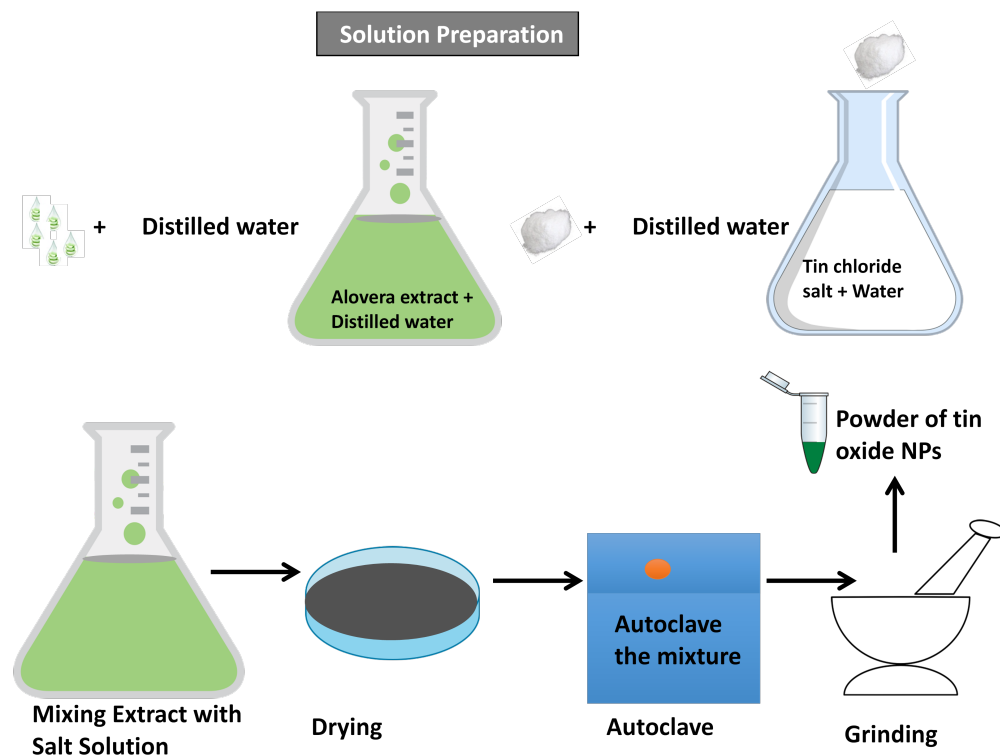 Solution Preparation
+ Distilled water
+ Distilled water
Alovera extract +
Distilled water
Tin chloride
salt + Water
Powder of tin
oxide NPs
Autoclave
the mixture
Mixing Extract with
Salt Solution
Drying
Autoclave
Grinding